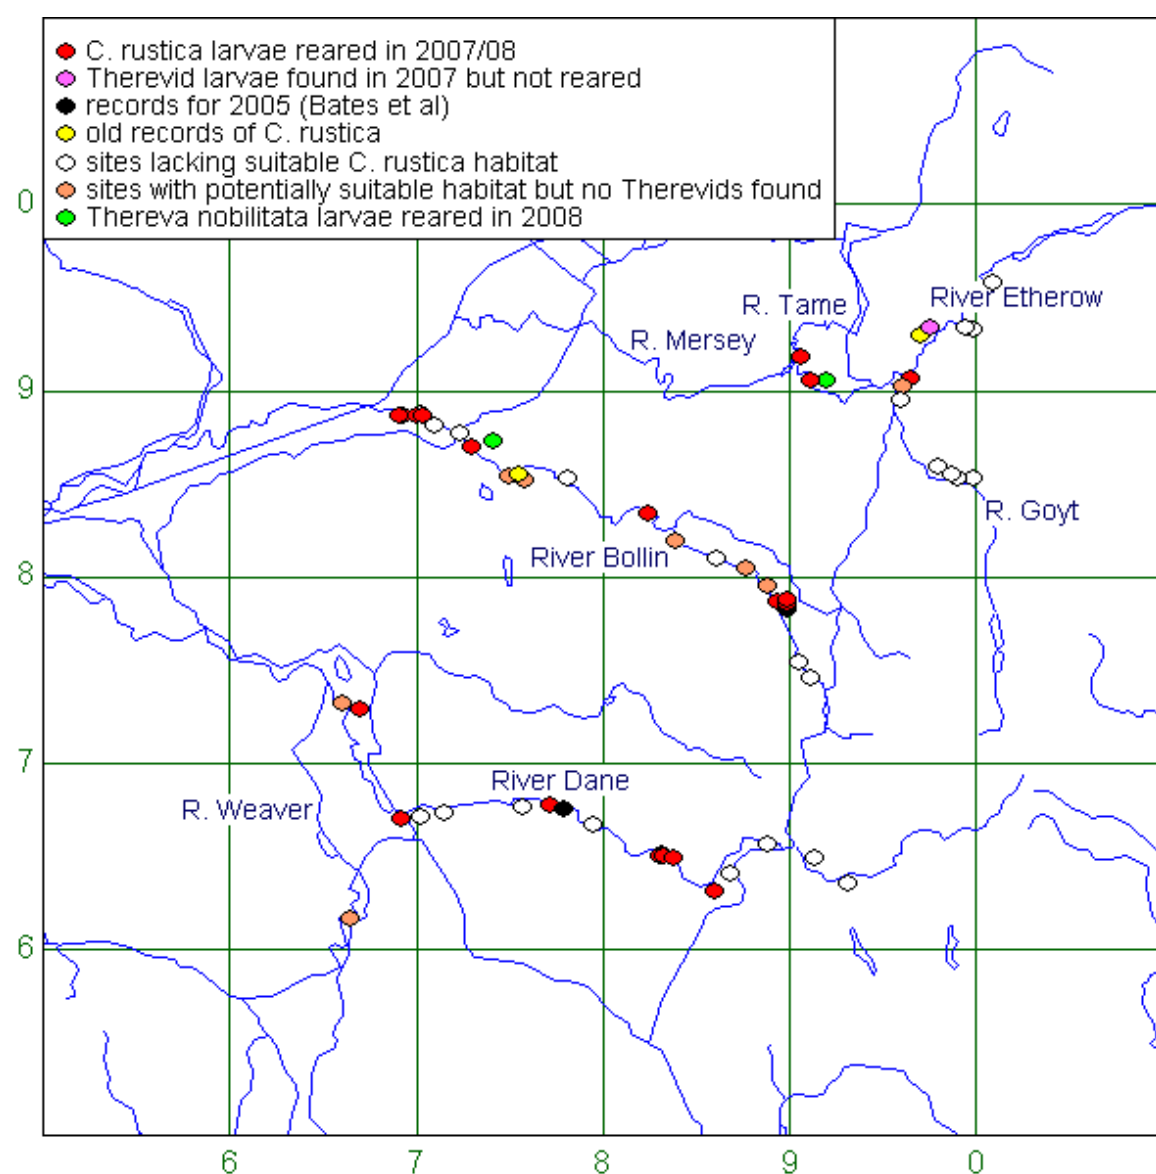 C. rustica larvae reared in 2007/08
Therevid larvae found in 2007 but not reared
records for 2005 (Bates et al)
old records of C. rustica
sites lacking suitable C. rustica habitat
sites with potentially suitable habitat but no Therevids found
Thereva nobilitata larvae reared in 2008
0
R. Tame
River Etherow
R. Mersey
9
R. Goyt
River Bollin
8
7
River Dane
R. Weaver
6
6 7 8 9 0